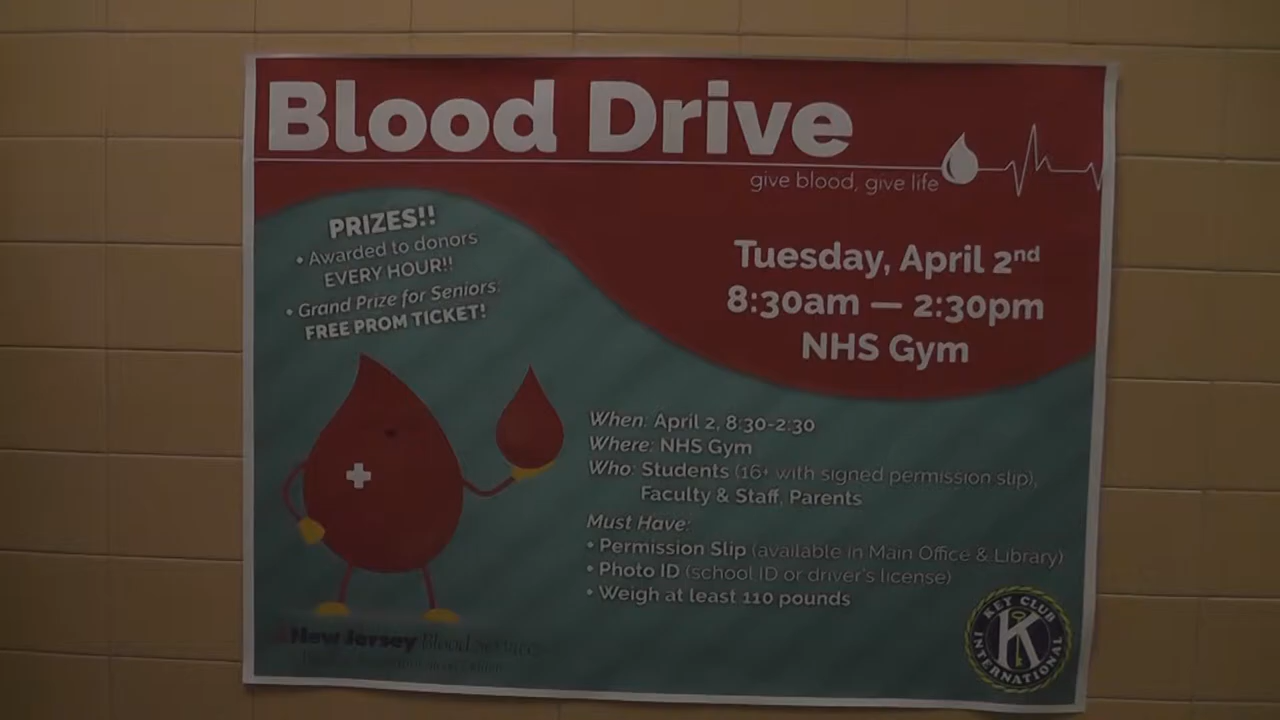 Blood Drive
give blood, give life
PRIZES!!
• Awarded to donors
EVERY HOUR!!
• Grand Prize for Seniors:
FREE PROM TICKET!
Tuesday, April 2nd
8:30am — 2:30pm
NHS Gym
When: April 2, 8:30-2:30
Where: NHS Gym
Who: Students (16+ with signed permission slip),
Faculty & Staff, Parents
Must Have:
• Permission Slip (available in Main Office & Library)
• Photo ID (school ID or driver's license)
• Weigh at least 110 pounds
New Jersey Blood Services
KEY CLUB
K
INTERNATIONAL